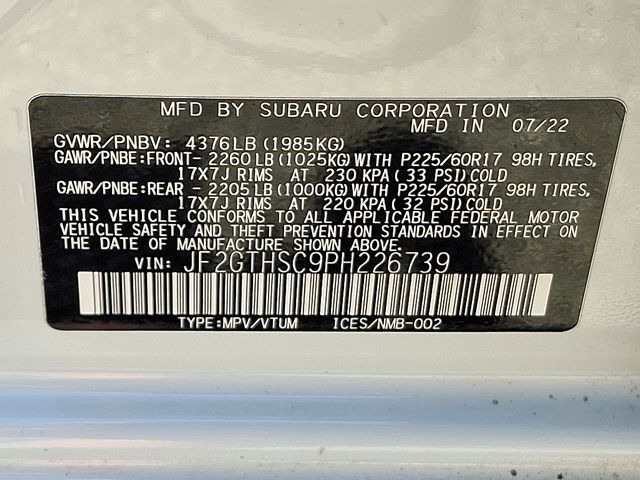 MFD BY SUBARU CORPORATION
MFD IN 07/22
GVWR/PNBV: 4376LB (1985KG)
GAWR/PNBE:FRONT- 2260LB (1025KG) WITH P225/60R17 98H TIRES,
17X7J RIMS AT 230 KPA (33 PSI) COLD
GAWR/PNBE:REAR - 2205LB (1000KG) WITH P225/60R17 98H TIRES,
17X7J RIMS AT 220 KPA (32 PSI) COLD
THIS VEHICLE CONFORMS TO ALL APPLICABLE FEDERAL MOTOR
VEHICLE SAFETY AND THEFT PREVENTION STANDARDS IN EFFECT
ON THE DATE OF MANUFACTURE SHOWN ABOVE.
VIN: JF2GTHSC9PH226739
TYPE:MPV/VTUM ICES/NMB-002